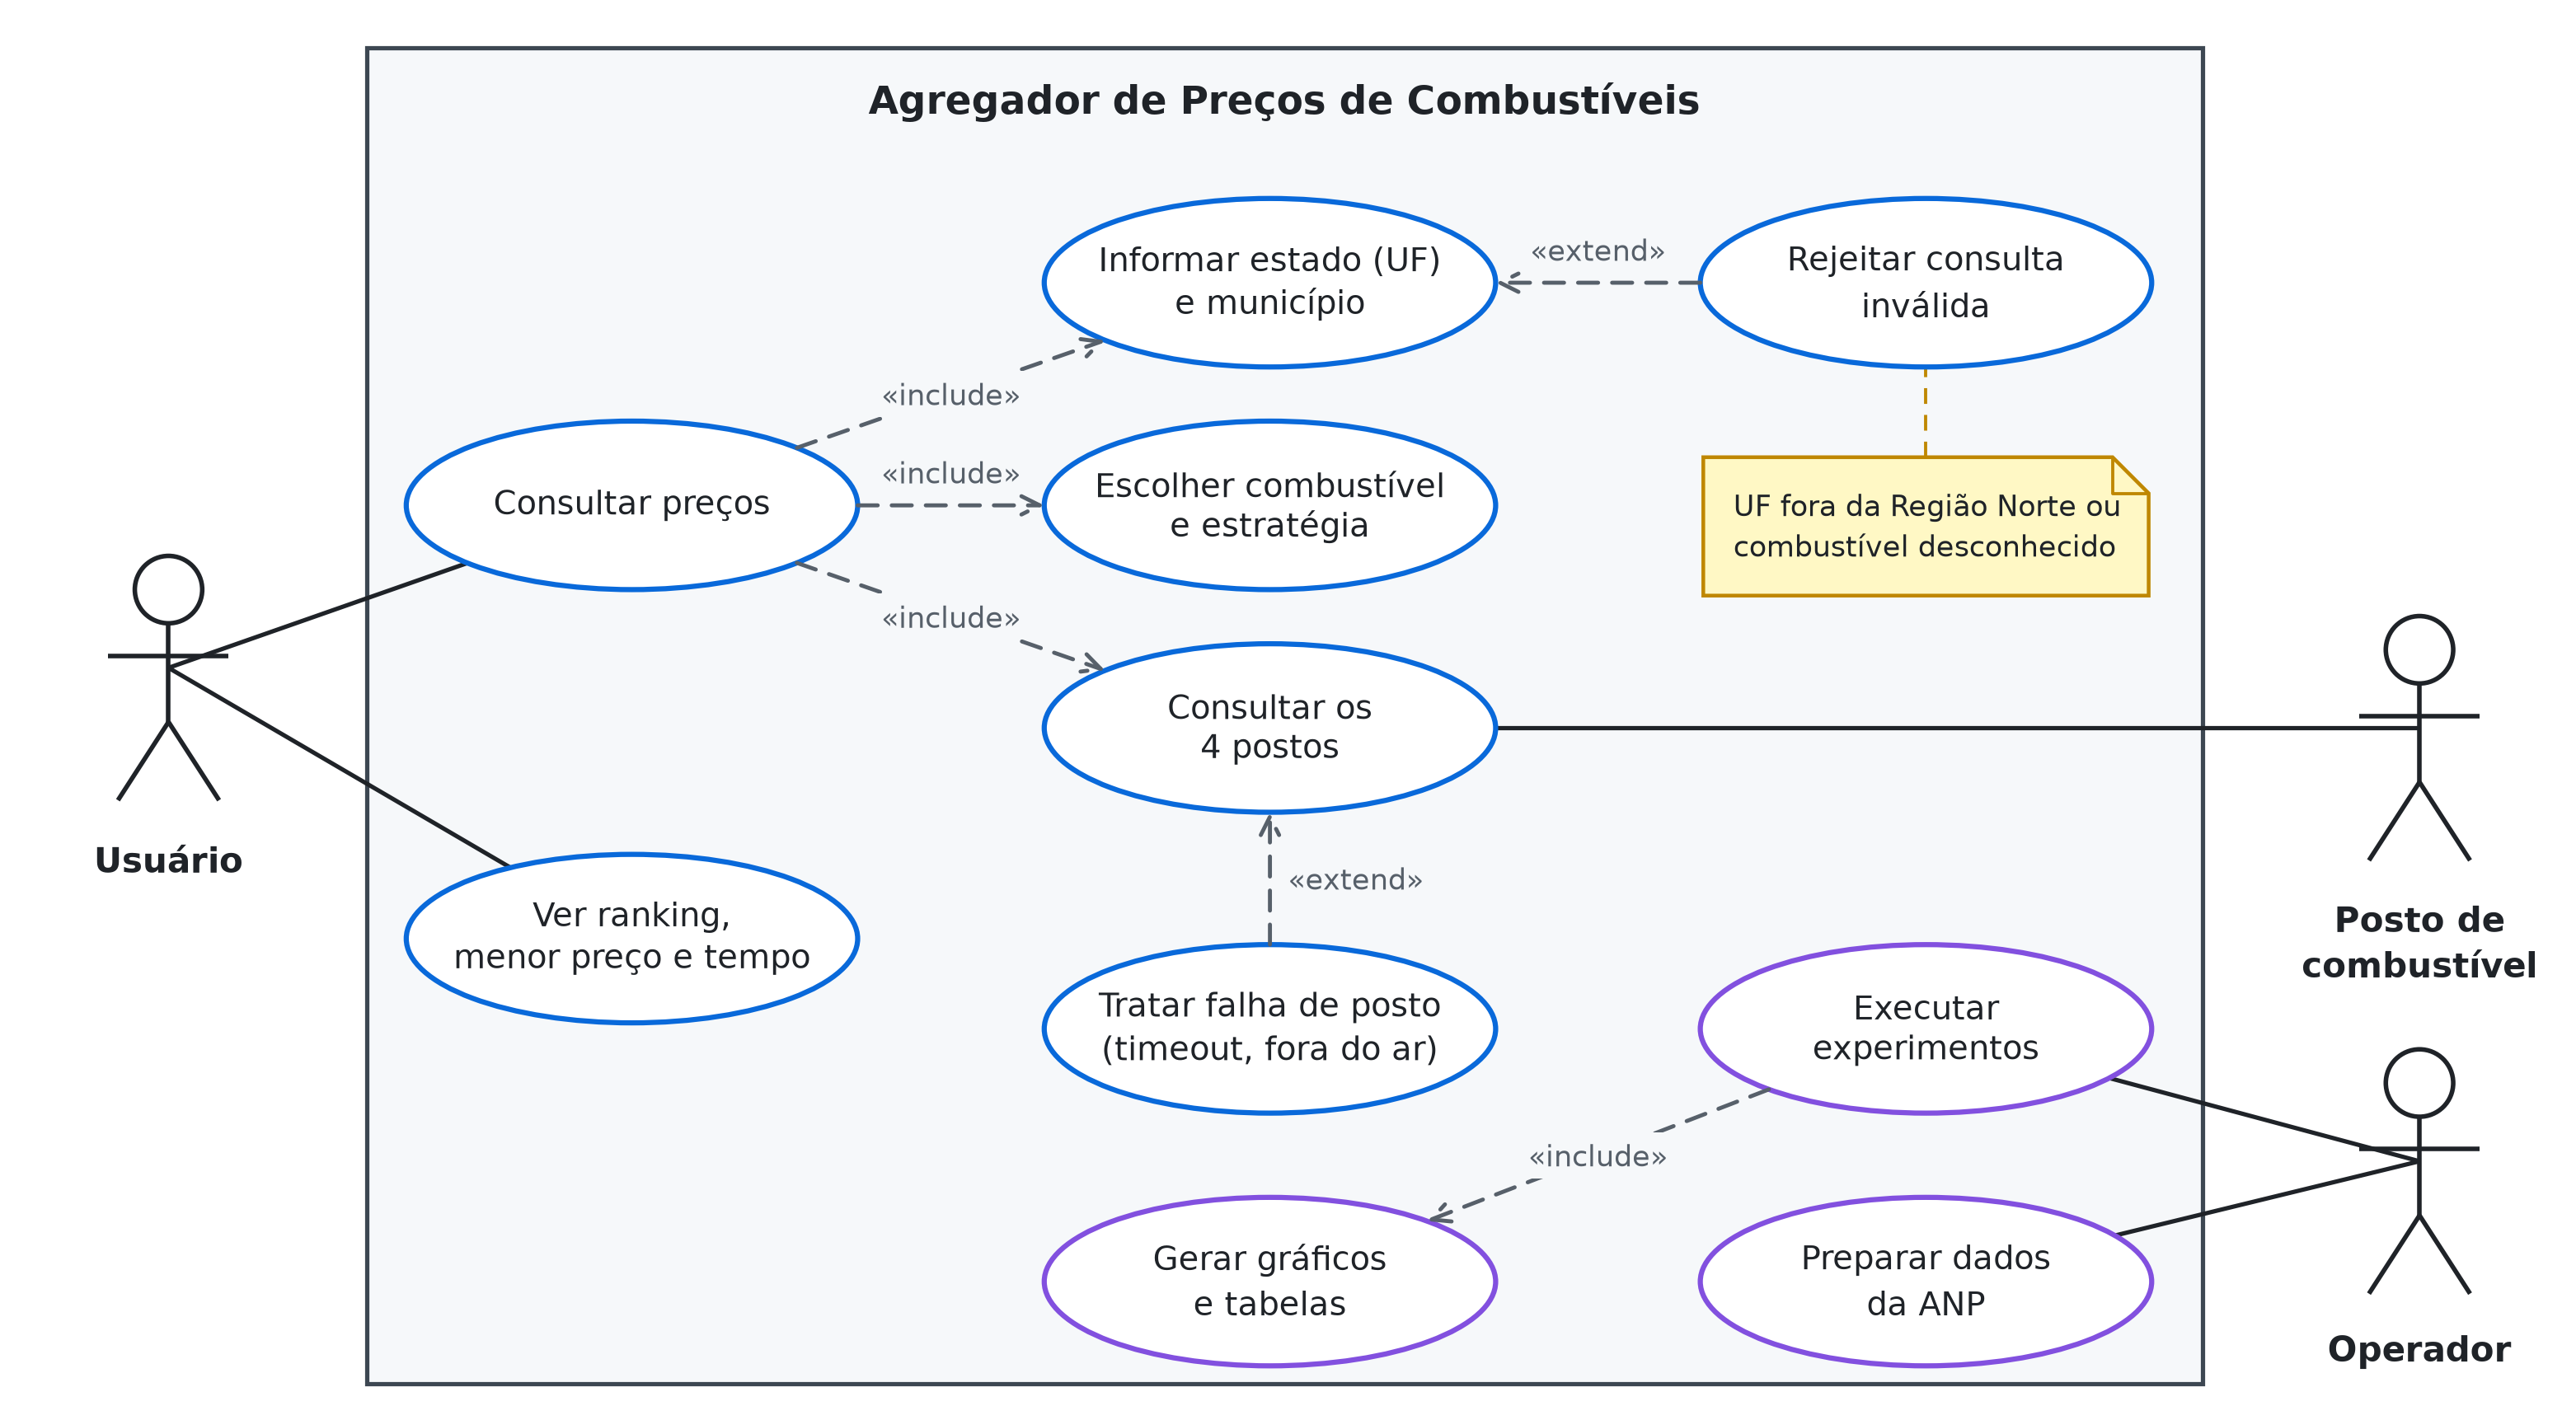 Agregador de Preços de Combustíveis
Informar estado (UF)
e município
«extend»
Rejeitar consulta
inválida
«include»
Consultar preços
«include»
Escolher combustível
e estratégia
UF fora da Região Norte ou
combustível desconhecido
«include»
Consultar os
4 postos
Usuário
«extend»
Posto de
combustível
Ver ranking,
menor preço e tempo
Tratar falha de posto
(timeout, fora do ar)
Executar
experimentos
«include»
Gerar gráficos
e tabelas
Preparar dados
da ANP
Operador